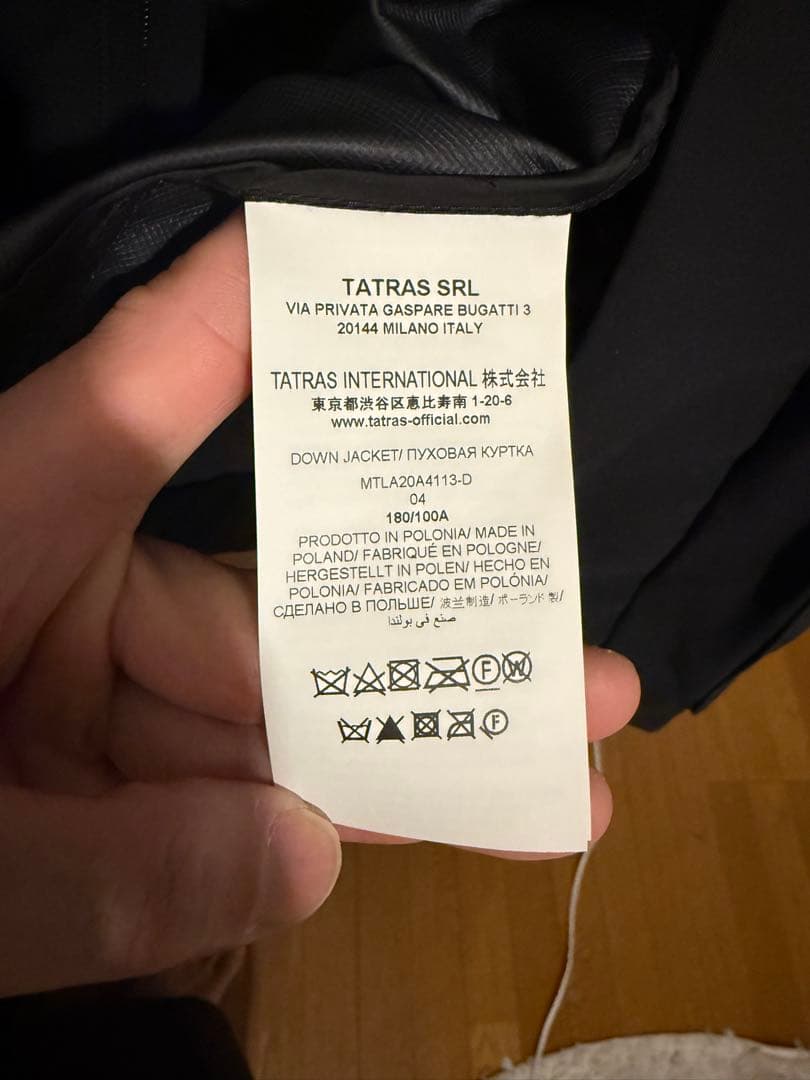 TATRAS SRL
VIA PRIVATA GASPARE BUGATTI 3
20144 MILANO ITALY
TATRAS INTERNATIONAL 株式会社
東京都渋谷区恵比寿南 1-20-6
www.tatras-official.com
DOWN JACKET/ ПУХОВАЯ КУРТКА
MTLA20A4113-D
04
180/100A
PRODOTTO IN POLONIA/ MADE IN
POLAND/ FABRIQUÉ EN POLOGNE/
HERGESTELLT IN POLEN/ HECHO EN
POLONIA/ FABRICADO EM POLÓNIA/
СДЕЛАНО В ПОЛЬШЕ/ 波兰制造/ ポーランド製/
صنع في بولندا
F W
F